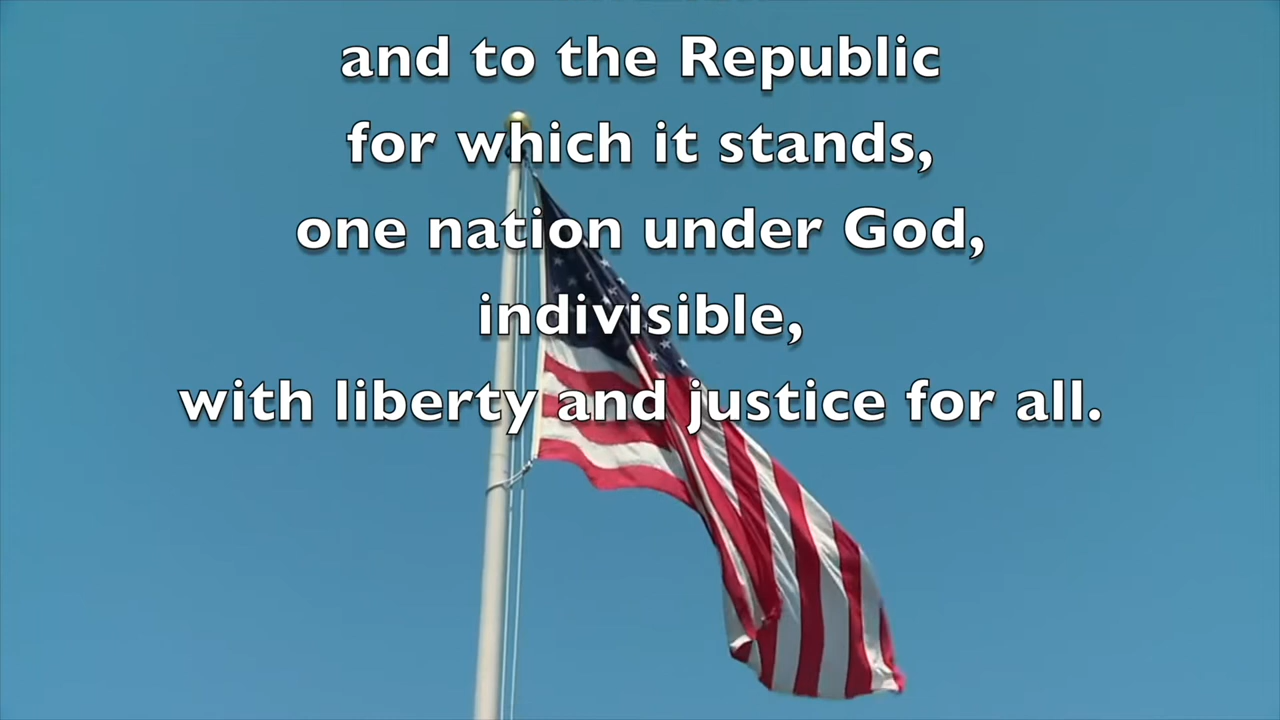 and to the Republic
for which it stands,
one nation under God,
indivisible,
with liberty and justice for all.